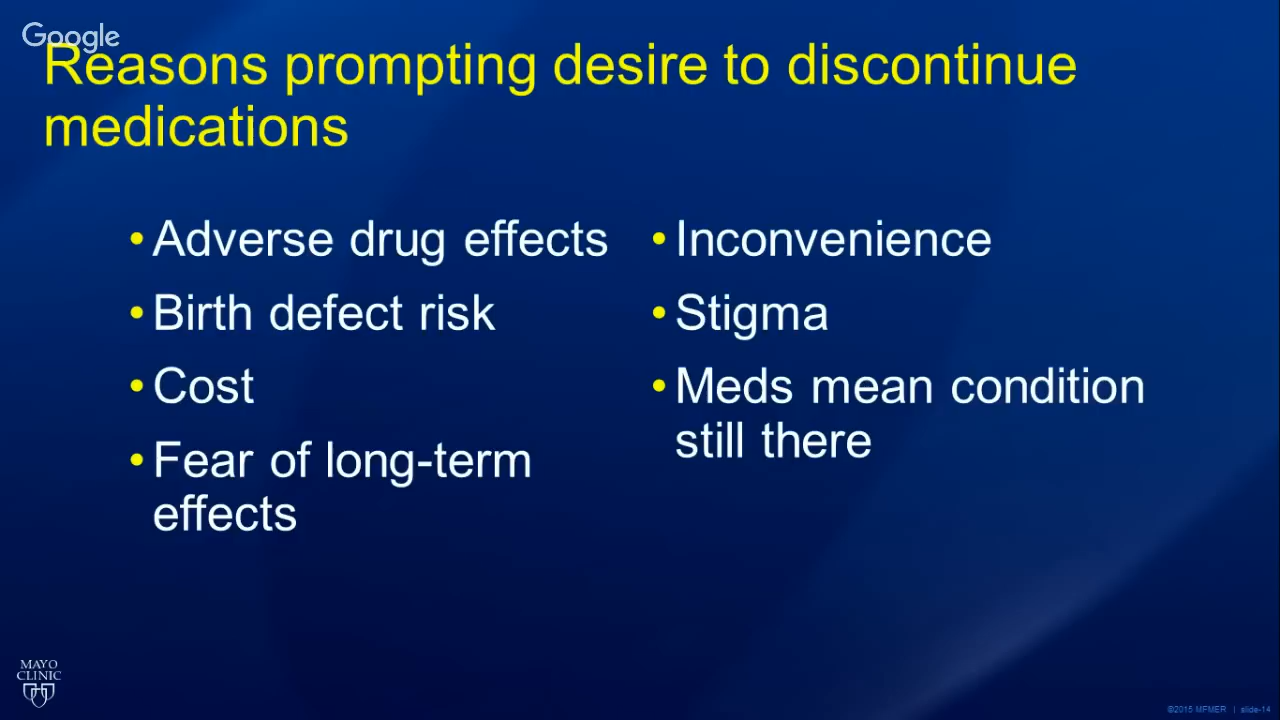 Google
Reasons prompting desire to discontinue
medications
• Adverse drug effects
• Birth defect risk
• Cost
• Fear of long-term
effects
• Inconvenience
• Stigma
• Meds mean condition
still there
MAYO
CLINIC
©2015 MFMER | slide-14